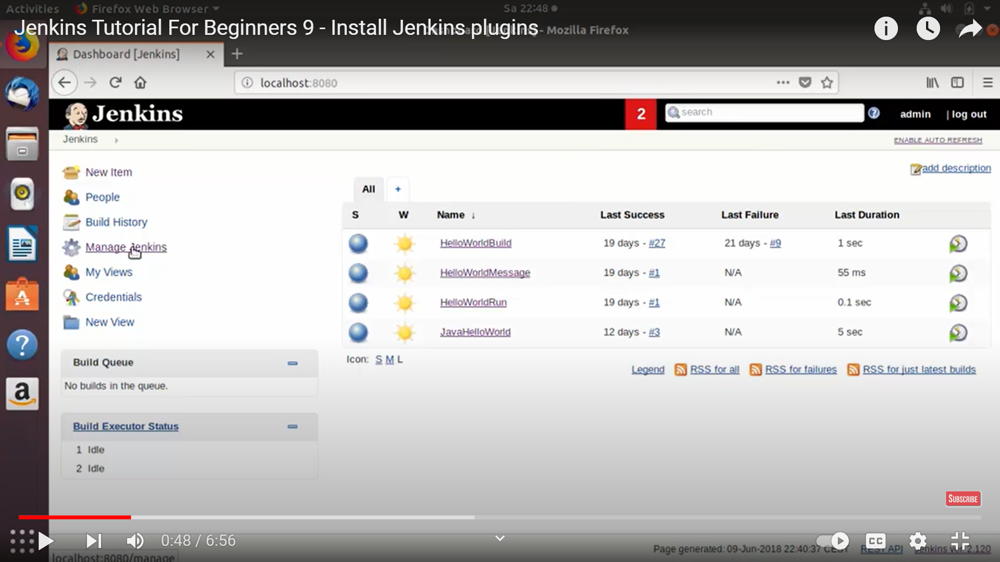 Activities Firefox Web Browser Sa 22:48
Jenkins Tutorial For Beginners 9 - Install Jenkins plugins
- Mozilla Firefox
Dashboard [Jenkins]
localhost:8080
Jenkins 2 search admin | log out
Jenkins ENABLE AUTO REFRESH
add description
New Item
People
Build History
Manage Jenkins
My Views
Credentials
New View
Build Queue
No builds in the queue.
Build Executor Status
1 Idle
2 Idle
All +
S W Name ↓ Last Success Last Failure Last Duration
HelloWorldBuild 19 days - #27 21 days - #9 1 sec
HelloWorldMessage 19 days - #1 N/A 55 ms
HelloWorldRun 19 days - #1 N/A 0.1 sec
JavaHelloWorld 12 days - #3 N/A 5 sec
Icon: S M L
Legend RSS for all RSS for failures RSS for just latest builds
SUBSCRIBE
0:48 / 6:56 CC
Page generated: 09-Jun-2018 22:40:37 CEST REST API Jenkins ver. 2.120
localhost:8080/manage